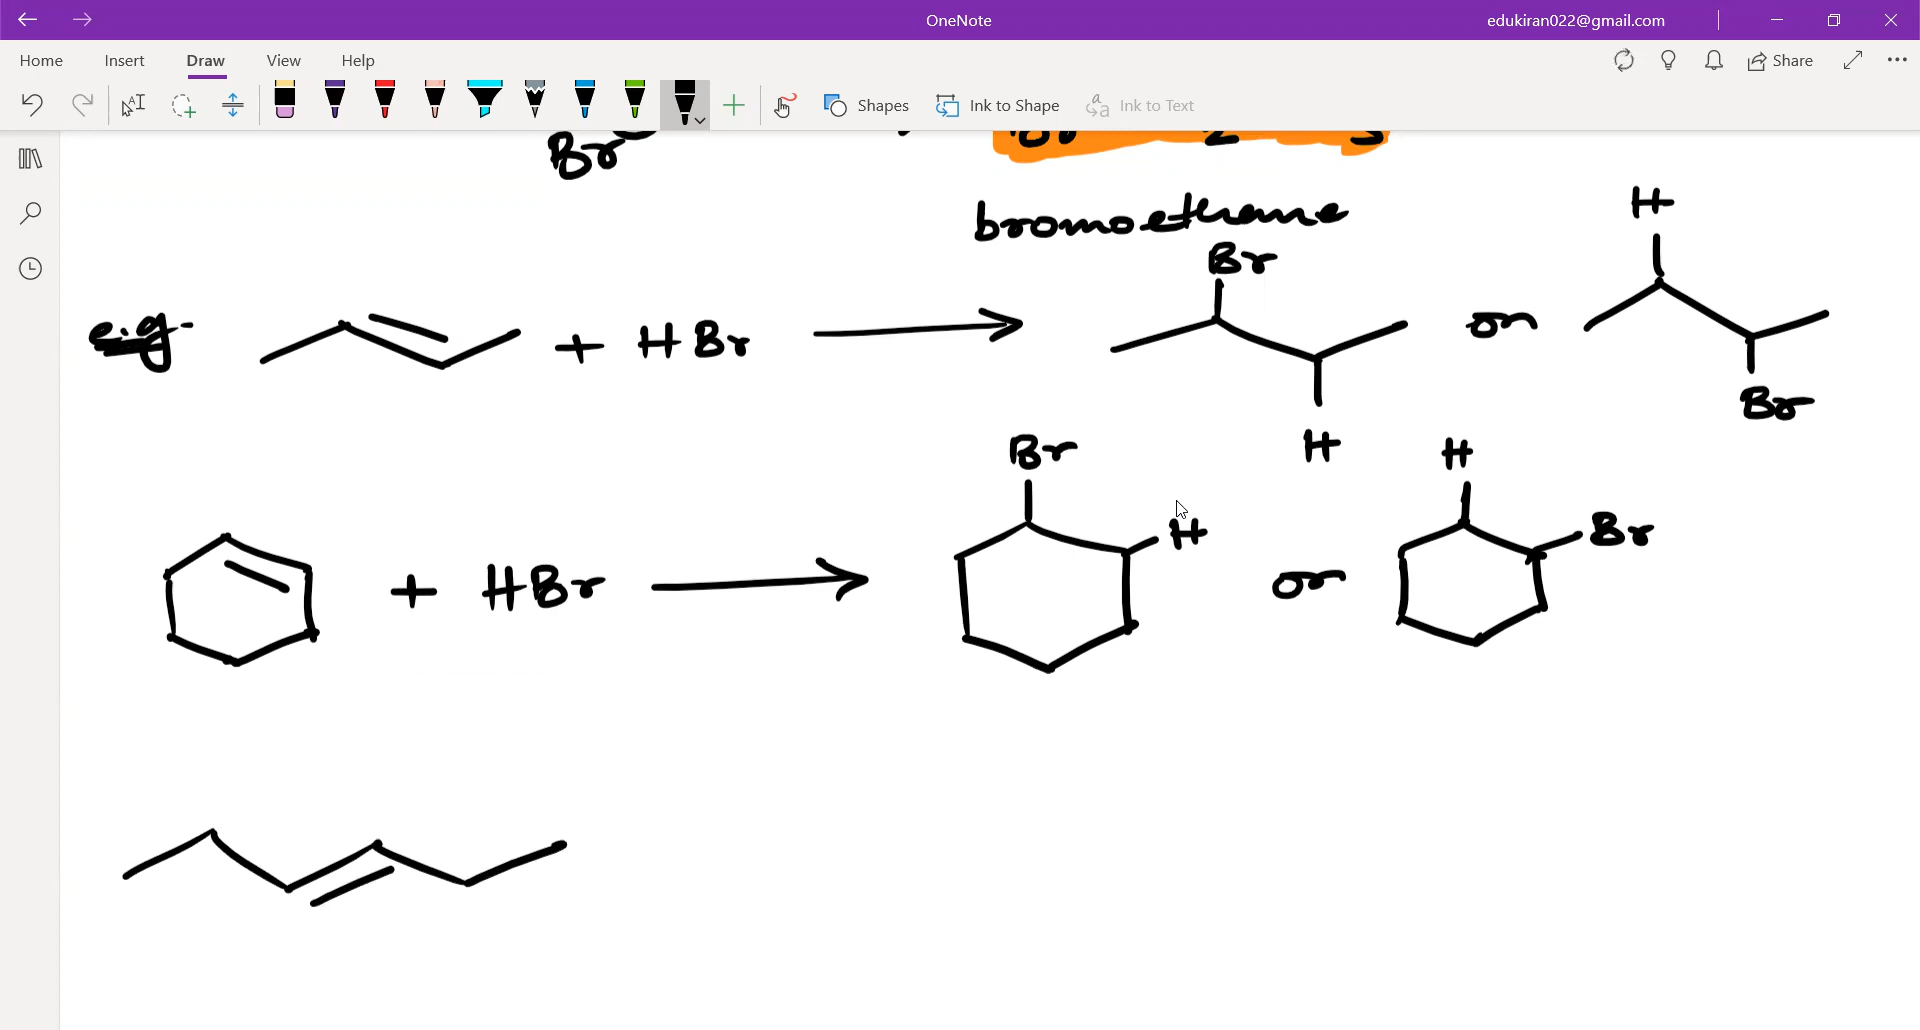 OneNote
edukiran022@gmail.com
Home Insert Draw View Help
Share
Shapes Ink to Shape Ink to Text
Br
bromoethane
e.g- + HBr Br H or H Br
+ HBr Br H or H Br